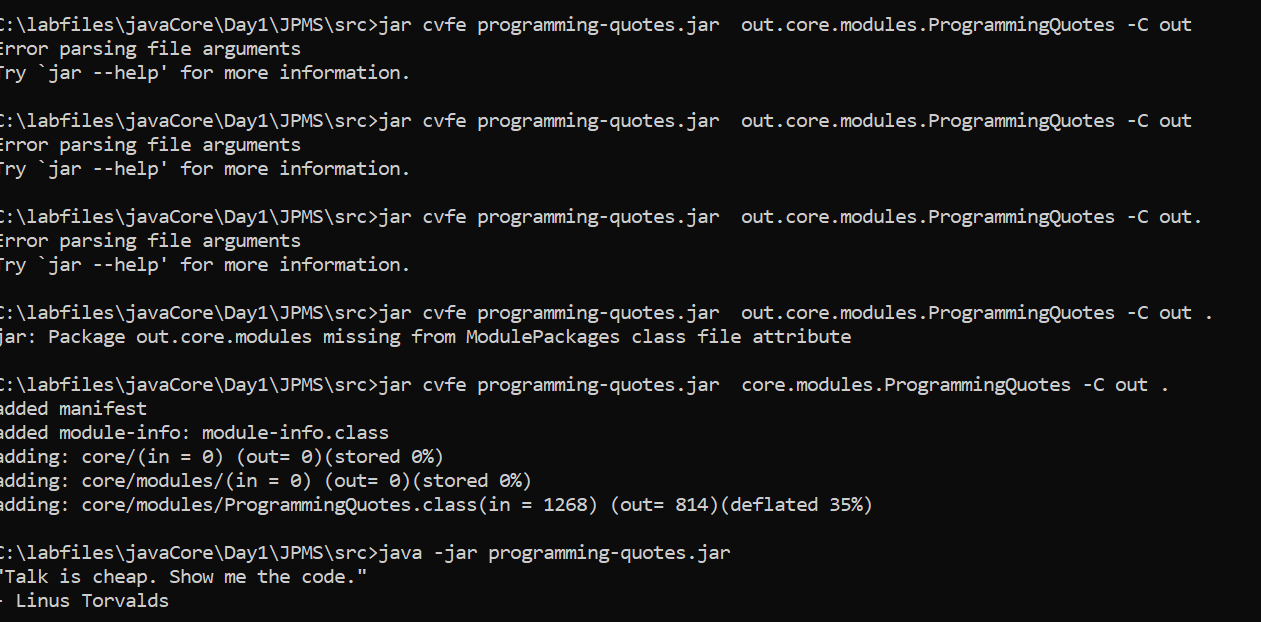 C:\labfiles\javaCore\Day1\JPMS\src>jar cvfe programming-quotes.jar  out.core.modules.ProgrammingQuotes -C out
Error parsing file arguments
Try `jar --help' for more information.
C:\labfiles\javaCore\Day1\JPMS\src>jar cvfe programming-quotes.jar  out.core.modules.ProgrammingQuotes -C out
Error parsing file arguments
Try `jar --help' for more information.
C:\labfiles\javaCore\Day1\JPMS\src>jar cvfe programming-quotes.jar  out.core.modules.ProgrammingQuotes -C out.
Error parsing file arguments
Try `jar --help' for more information.
C:\labfiles\javaCore\Day1\JPMS\src>jar cvfe programming-quotes.jar  out.core.modules.ProgrammingQuotes -C out .
jar: Package out.core.modules missing from ModulePackages class file attribute
C:\labfiles\javaCore\Day1\JPMS\src>jar cvfe programming-quotes.jar  core.modules.ProgrammingQuotes -C out .
added manifest
added module-info: module-info.class
adding: core/(in = 0) (out= 0)(stored 0%)
adding: core/modules/(in = 0) (out= 0)(stored 0%)
adding: core/modules/ProgrammingQuotes.class(in = 1268) (out= 814)(deflated 35%)
C:\labfiles\javaCore\Day1\JPMS\src>java -jar programming-quotes.jar
"Talk is cheap. Show me the code."
- Linus Torvalds